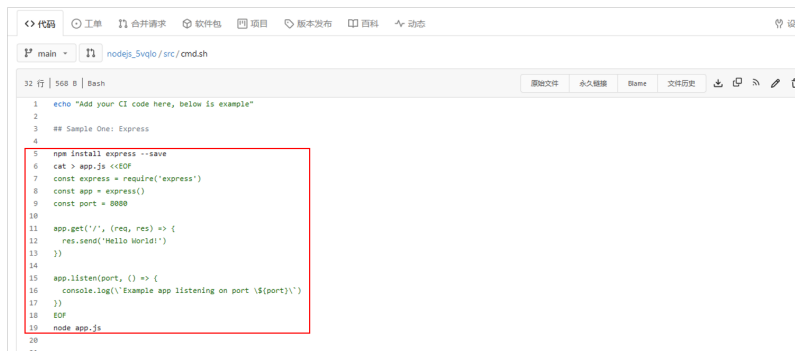 代码 工单 合并请求 软件包 项目 版本发布 百科 动态
main nodejs_5vqlo / src / cmd.sh
32 行 | 568 B | Bash 原始文件 永久链接 Blame 文件历史
1 echo "Add your CI code here, below is example"
2
3 ## Sample One: Express
4
5 npm install express --save
6 cat > app.js <<EOF
7 const express = require('express')
8 const app = express()
9 const port = 8080
10
11 app.get('/', (req, res) => {
12 res.send('Hello World!')
13 })
14
15 app.listen(port, () => {
16 console.log(\`Example app listening on port \${port}\`)
17 })
18 EOF
19 node app.js
20